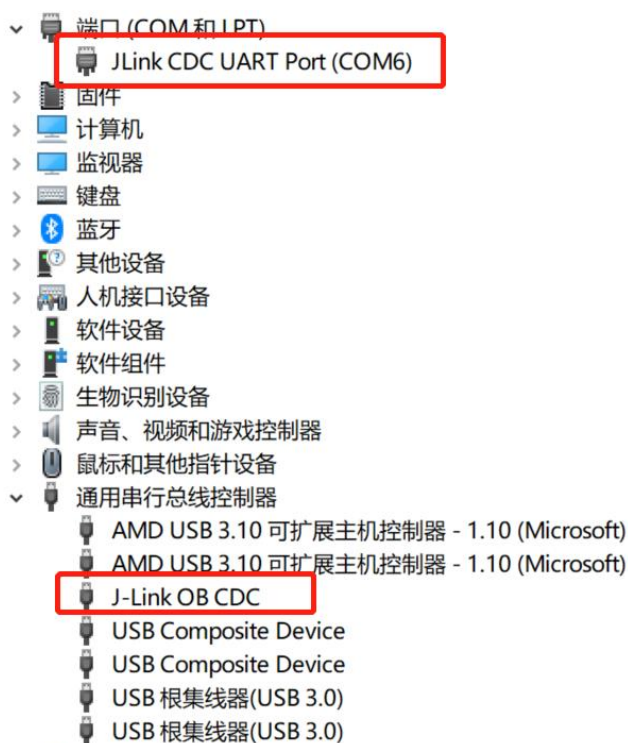 端口 (COM 和 LPT)
JLink CDC UART Port (COM6)
固件
计算机
监视器
键盘
蓝牙
其他设备
人机接口设备
软件设备
软件组件
生物识别设备
声音、视频和游戏控制器
鼠标和其他指针设备
通用串行总线控制器
AMD USB 3.10 可扩展主机控制器 - 1.10 (Microsoft)
AMD USB 3.10 可扩展主机控制器 - 1.10 (Microsoft)
J-Link OB CDC
USB Composite Device
USB Composite Device
USB 根集线器(USB 3.0)
USB 根集线器(USB 3.0)